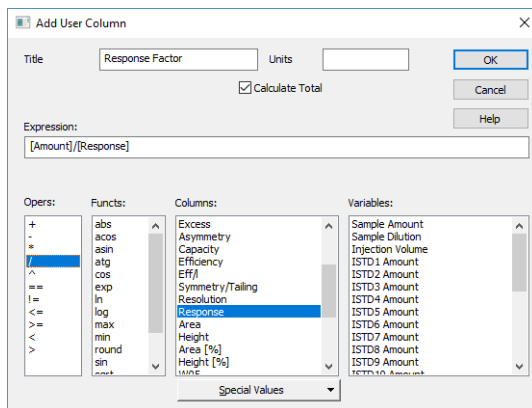 Add User Column
Title
Response Factor
Units
OK
Calculate Total
Cancel
Help
Expression:
[Amount]/[Response]
Opers:
+
-
*
/
^
==
!=
<=
>=
<
>
Functs:
abs
acos
asin
atg
cos
exp
ln
log
max
min
round
sin
Columns:
Excess
Asymmetry
Capacity
Efficiency
Eff/l
Symmetry/Tailing
Resolution
Response
Area
Height
Area [%]
Height [%]
W05
Variables:
Sample Amount
Sample Dilution
Injection Volume
ISTD1 Amount
ISTD2 Amount
ISTD3 Amount
ISTD4 Amount
ISTD5 Amount
ISTD6 Amount
ISTD7 Amount
ISTD8 Amount
ISTD9 Amount
ISTD10 Amount
Special Values